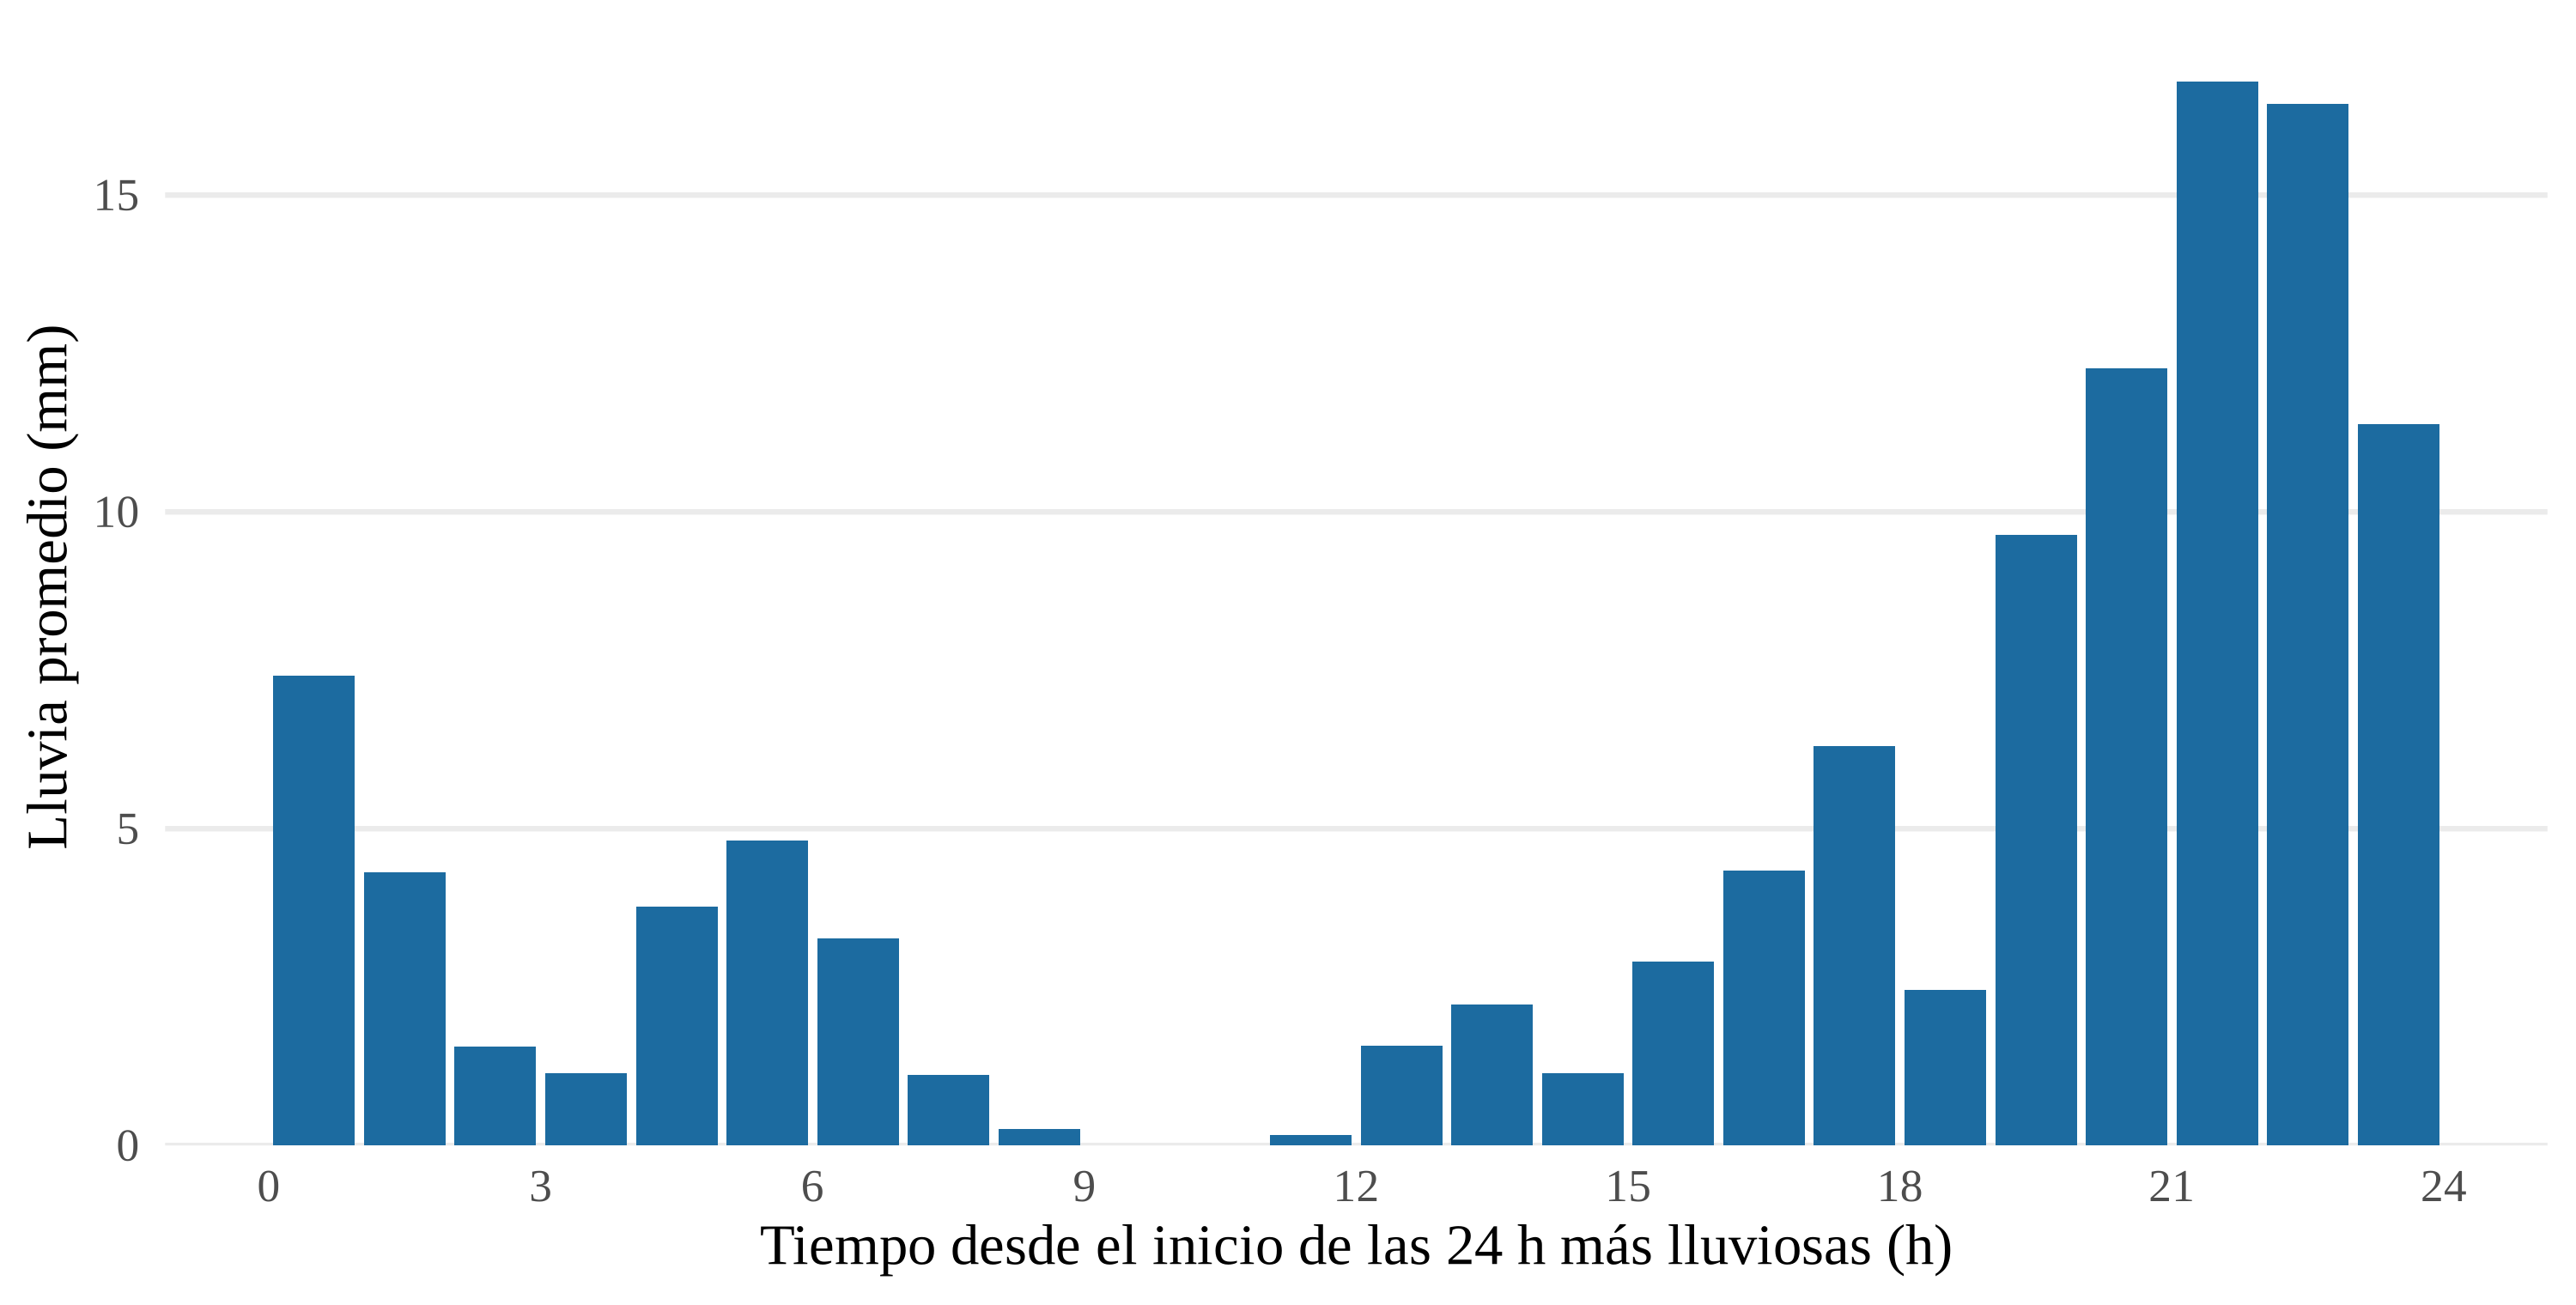 Lluvia promedio (mm)
15
10
5
0
0 3 6 9 12 15 18 21 24
Tiempo desde el inicio de las 24 h más lluviosas (h)